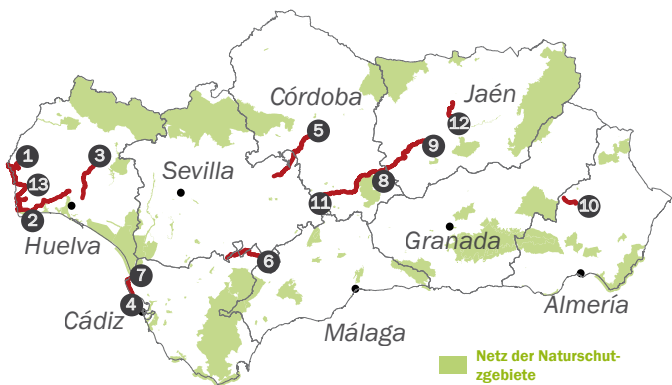 Córdoba
Jaén
5
12
9
1
3
Sevilla
13
8
11
2
10
Huelva
Granada
6
7
4
Almería
Cádiz
Málaga
Netz der Naturschut-
zgebiete